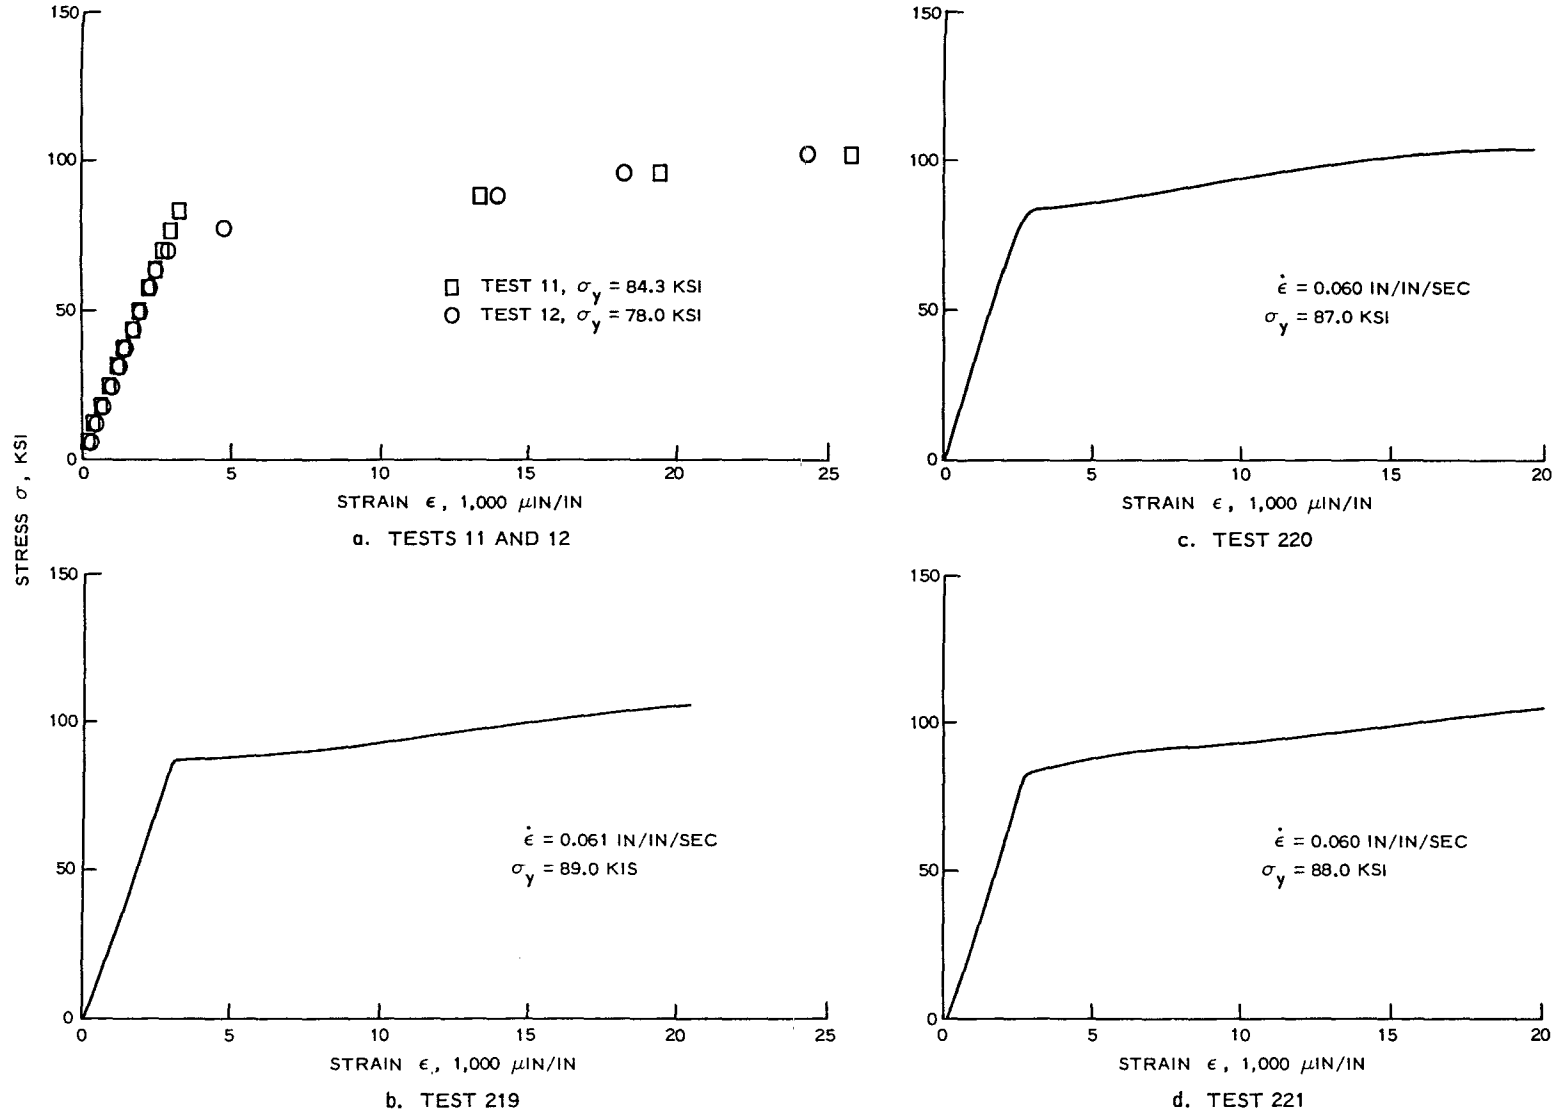 STRESS σ, KSI
150
100
50
0
0 5 10 15 20 25
□ TEST 11, σy = 84.3 KSI
○ TEST 12, σy = 78.0 KSI
STRAIN ϵ, 1,000 μIN/IN
a. TESTS 11 AND 12
150
100
50
0
0 5 10 15 20
ϵ̇ = 0.060 IN/IN/SEC
σy = 87.0 KSI
STRAIN ϵ, 1,000 μIN/IN
c. TEST 220
150
100
50
0
0 5 10 15 20 25
ϵ̇ = 0.061 IN/IN/SEC
σy = 89.0 KIS
STRAIN ϵ, 1,000 μIN/IN
b. TEST 219
150
100
50
0
0 5 10 15 20
ϵ̇ = 0.060 IN/IN/SEC
σy = 88.0 KSI
STRAIN ϵ, 1,000 μIN/IN
d. TEST 221